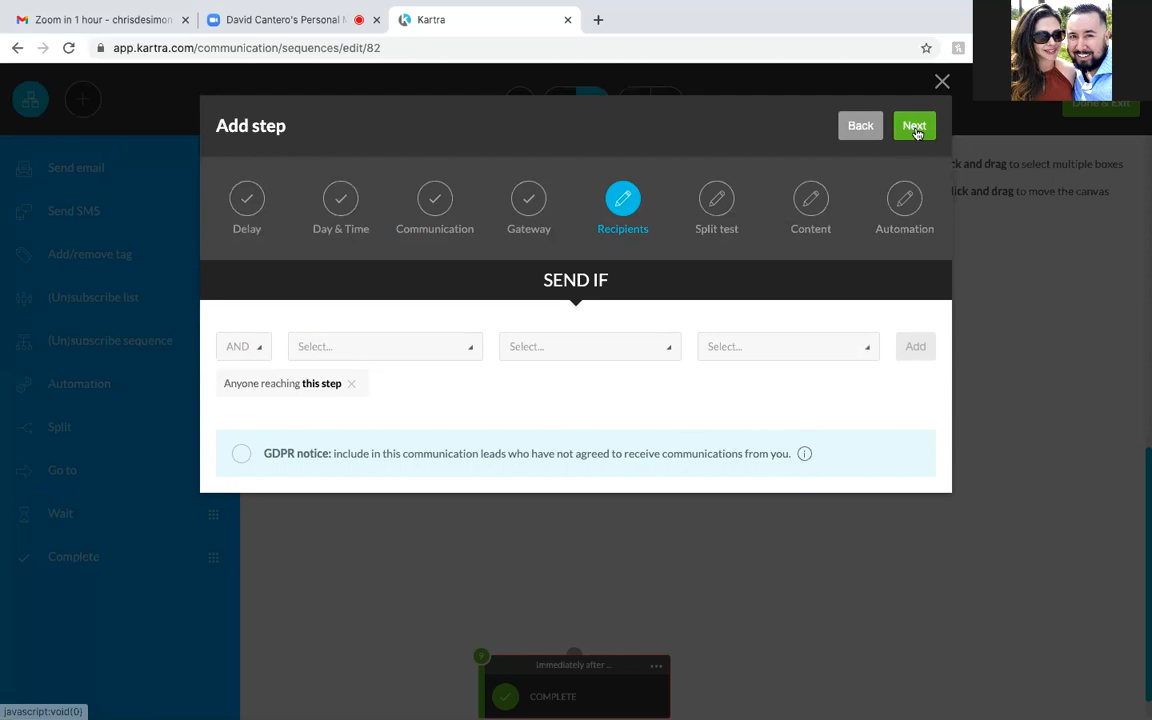 Zoom in 1 hour - chrisdesimon
David Cantero's Personal M
Kartra
app.kartra.com/communication/sequences/edit/82
Done & Exit
Add step
Back
Next
Send email
Send SMS
Add/remove tag
(Un)subscribe list
(Un)subscribe sequence
Automation
Split
Go to
Wait
Complete
ck and drag to select multiple boxes
lick and drag to move the canvas
Delay
Day & Time
Communication
Gateway
Recipients
Split test
Content
Automation
SEND IF
AND
Select...
Select...
Select...
Add
Anyone reaching this step
GDPR notice: include in this communication leads who have not agreed to receive communications from you.
Immediately after ...
COMPLETE
javascript:void(0)